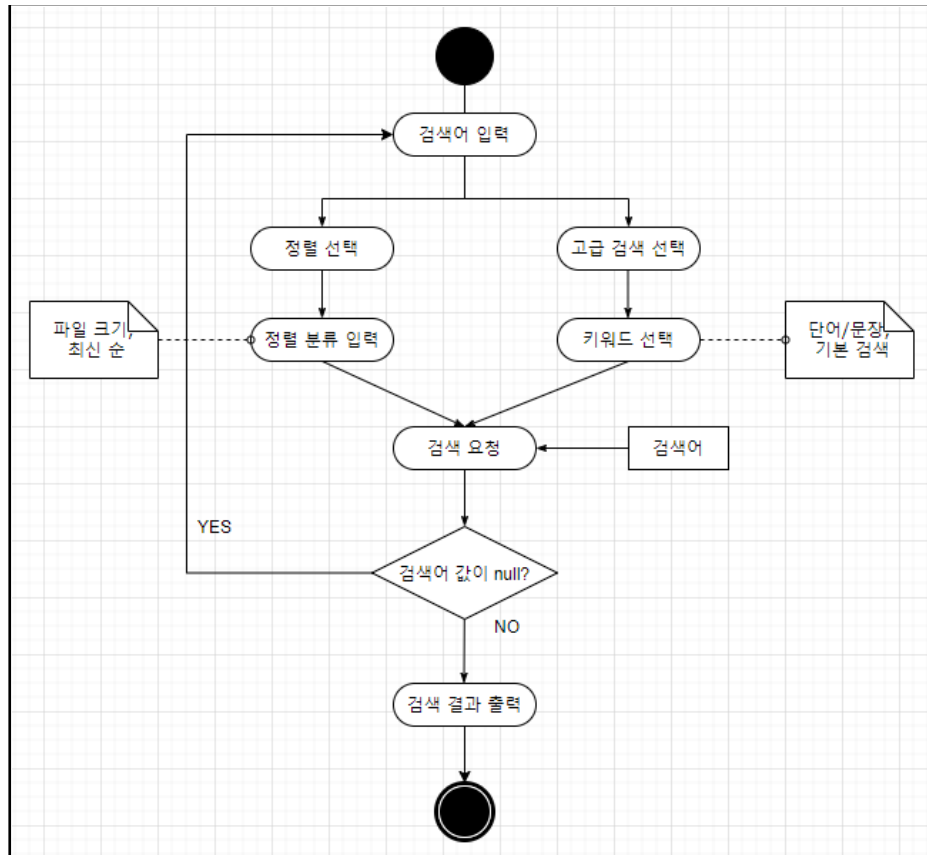 검색어 입력
정렬 선택
고급 검색 선택
파일 크기,
최신 순
정렬 분류 입력
키워드 선택
단어/문장,
기본 검색
검색 요청
검색어
YES
검색어 값이 null?
NO
검색 결과 출력